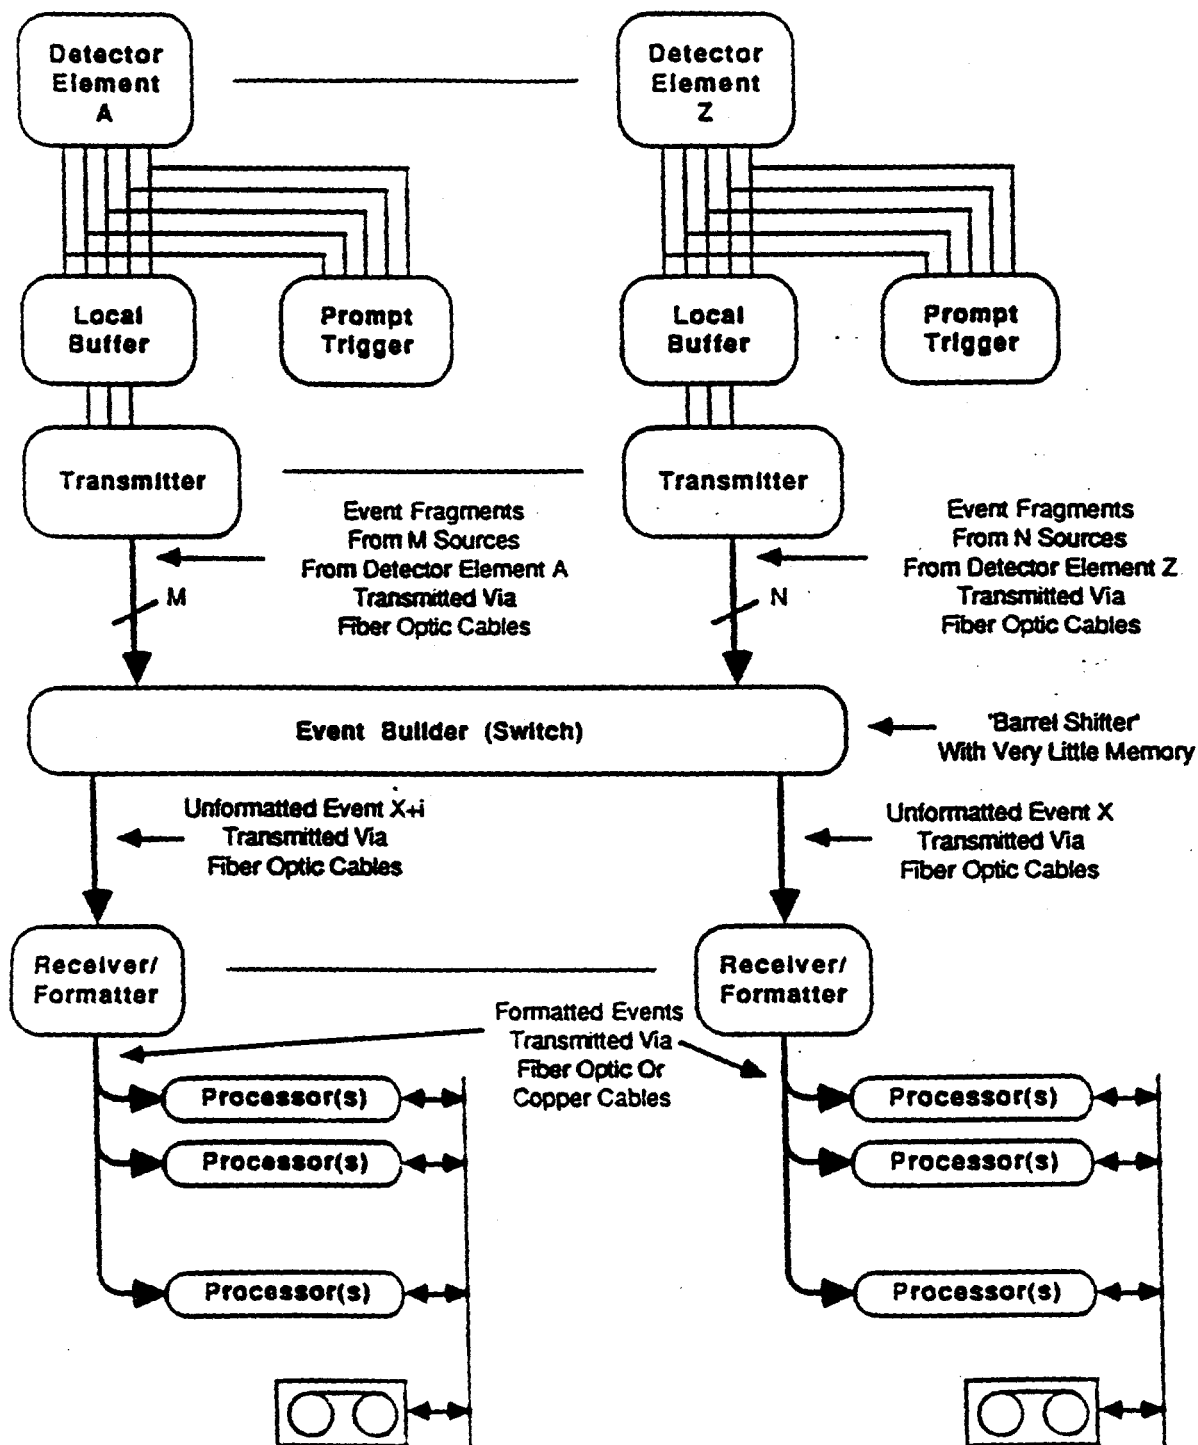 Detector
Element
A
Detector
Element
Z
Local
Buffer
Prompt
Trigger
Local
Buffer
Prompt
Trigger
Transmitter
Transmitter
Event Fragments
From M Sources
From Detector Element A
Transmitted Via
Fiber Optic Cables
M
Event Fragments
From N Sources
From Detector Element Z
Transmitted Via
Fiber Optic Cables
N
Event Builder (Switch)
"Barrel Shifter"
With Very Little Memory
Unformatted Event X+i
Transmitted Via
Fiber Optic Cables
Unformatted Event X
Transmitted Via
Fiber Optic Cables
Receiver/
Formatter
Receiver/
Formatter
Formatted Events
Transmitted Via
Fiber Optic Or
Copper Cables
Processor(s)
Processor(s)
Processor(s)
Processor(s)
Processor(s)
Processor(s)